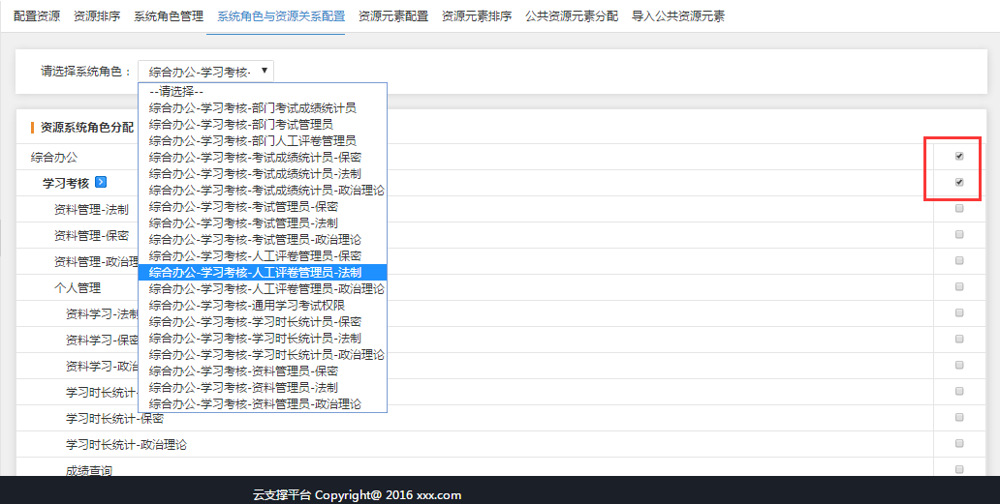 配置资源 资源排序 系统角色管理 系统角色与资源关系配置 资源元素配置 资源元素排序 公共资源元素分配 导入公共资源元素
请选择系统角色： 综合办公-学习考核-
--请选择--
综合办公-学习考核-部门考试成绩统计员
综合办公-学习考核-部门考试管理员
综合办公-学习考核-部门人工评卷管理员
综合办公-学习考核-考试成绩统计员-保密
综合办公-学习考核-考试成绩统计员-法制
综合办公-学习考核-考试成绩统计员-政治理论
综合办公-学习考核-考试管理员-保密
综合办公-学习考核-考试管理员-法制
综合办公-学习考核-考试管理员-政治理论
综合办公-学习考核-人工评卷管理员-保密
综合办公-学习考核-人工评卷管理员-法制
综合办公-学习考核-人工评卷管理员-政治理论
综合办公-学习考核-通用学习考试权限
综合办公-学习考核-学习时长统计员-保密
综合办公-学习考核-学习时长统计员-法制
综合办公-学习考核-学习时长统计员-政治理论
综合办公-学习考核-资料管理员-保密
综合办公-学习考核-资料管理员-法制
综合办公-学习考核-资料管理员-政治理论
资源系统角色分配
综合办公
学习考核
资料管理-法制
资料管理-保密
资料管理-政治理
个人管理
资料学习-法制
资料学习-保密
资料学习-政治
学习时长统计-
学习时长统计-保密
学习时长统计-政治理论
成绩查询
云支撑平台 Copyright@ 2016 xxx.com